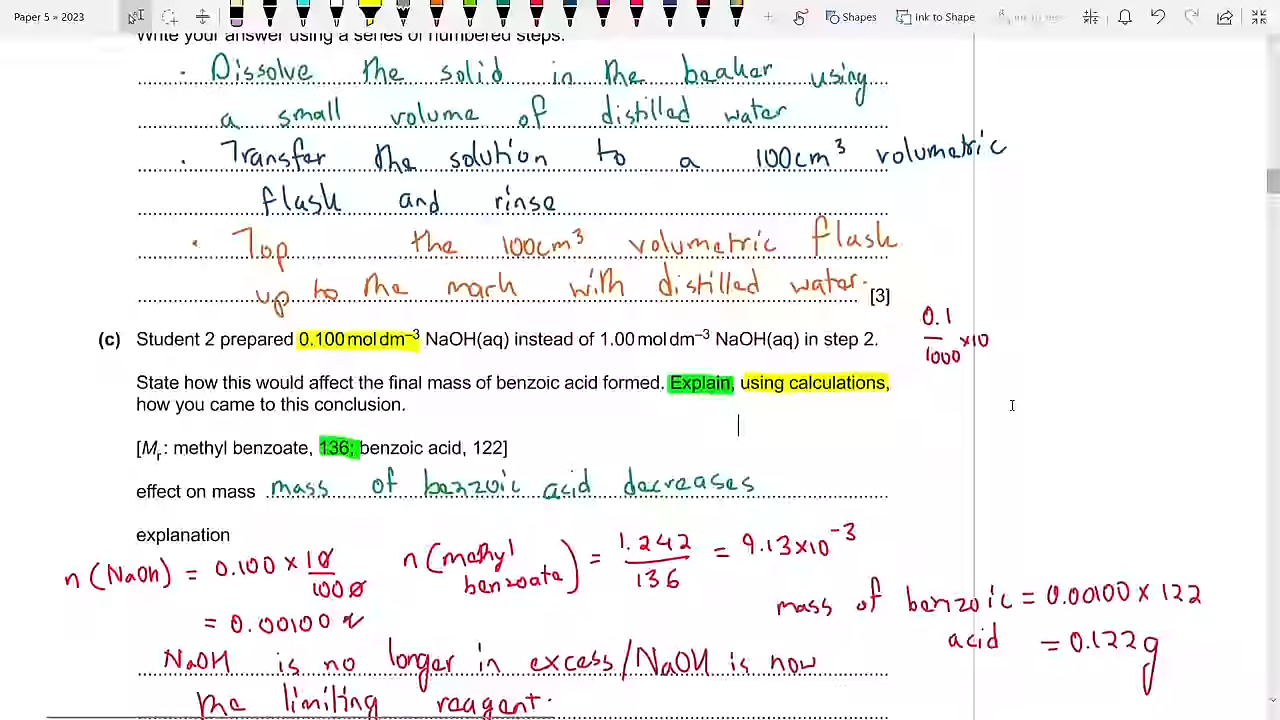 Paper 5 » 2023
Shapes
Ink to Shape
Write your answer using a series of numbered steps.
· Dissolve the solid in the beaker using
a small volume of distilled water
· Transfer the solution to a 100cm³ volumetric
flask and rinse
· Top the 100cm³ volumetric flask
up to the mark with distilled water. [3]
0.1/1000 ×10
(c) Student 2 prepared 0.100 mol dm⁻³ NaOH(aq) instead of 1.00 mol dm⁻³ NaOH(aq) in step 2.
State how this would affect the final mass of benzoic acid formed. Explain, using calculations,
how you came to this conclusion.
[Mr: methyl benzoate, 136; benzoic acid, 122]
effect on mass mass of benzoic acid decreases
explanation
n(NaOh) = 0.100 × 10/1000
= 0.00100
n(methyl benzoate) = 1.242/136 = 9.13×10⁻³
mass of benzoic = 0.00100 × 122
acid = 0.122g
NaOH is no longer in excess/NaOH is now
the limiting reagent.